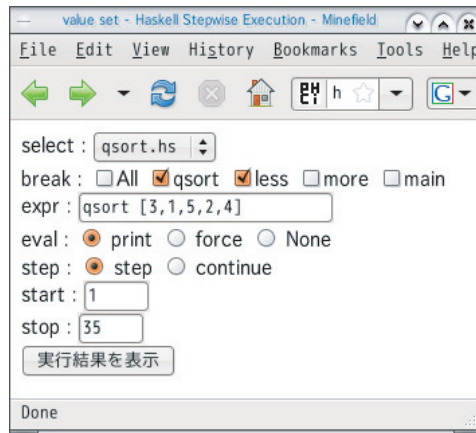 value set - Haskell Stepwise Execution - Minefield
File Edit View History Bookmarks Tools Help
h G
select : qsort.hs
break : All qsort less more main
expr : qsort [3,1,5,2,4]
eval : print force None
step : step continue
start : 1
stop : 35
実行結果を表示
Done